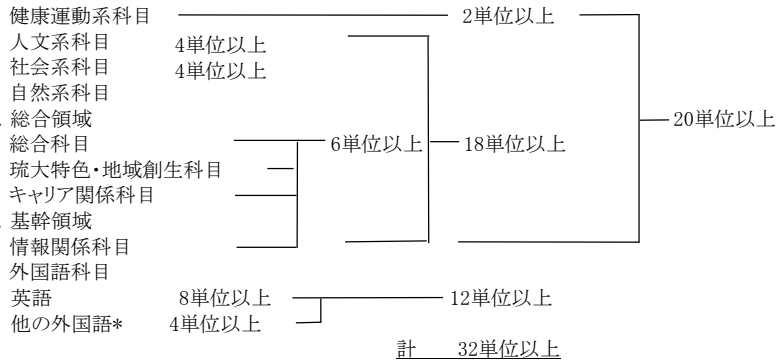 健康運動系科目 2単位以上
人文系科目 4単位以上
社会系科目 4単位以上
自然系科目
総合領域 20単位以上
総合科目 6単位以上 18単位以上
琉大特色・地域創生科目
キャリア関係科目
基幹領域
情報関係科目
外国語科目
英語 8単位以上 12単位以上
他の外国語* 4単位以上
計 32単位以上